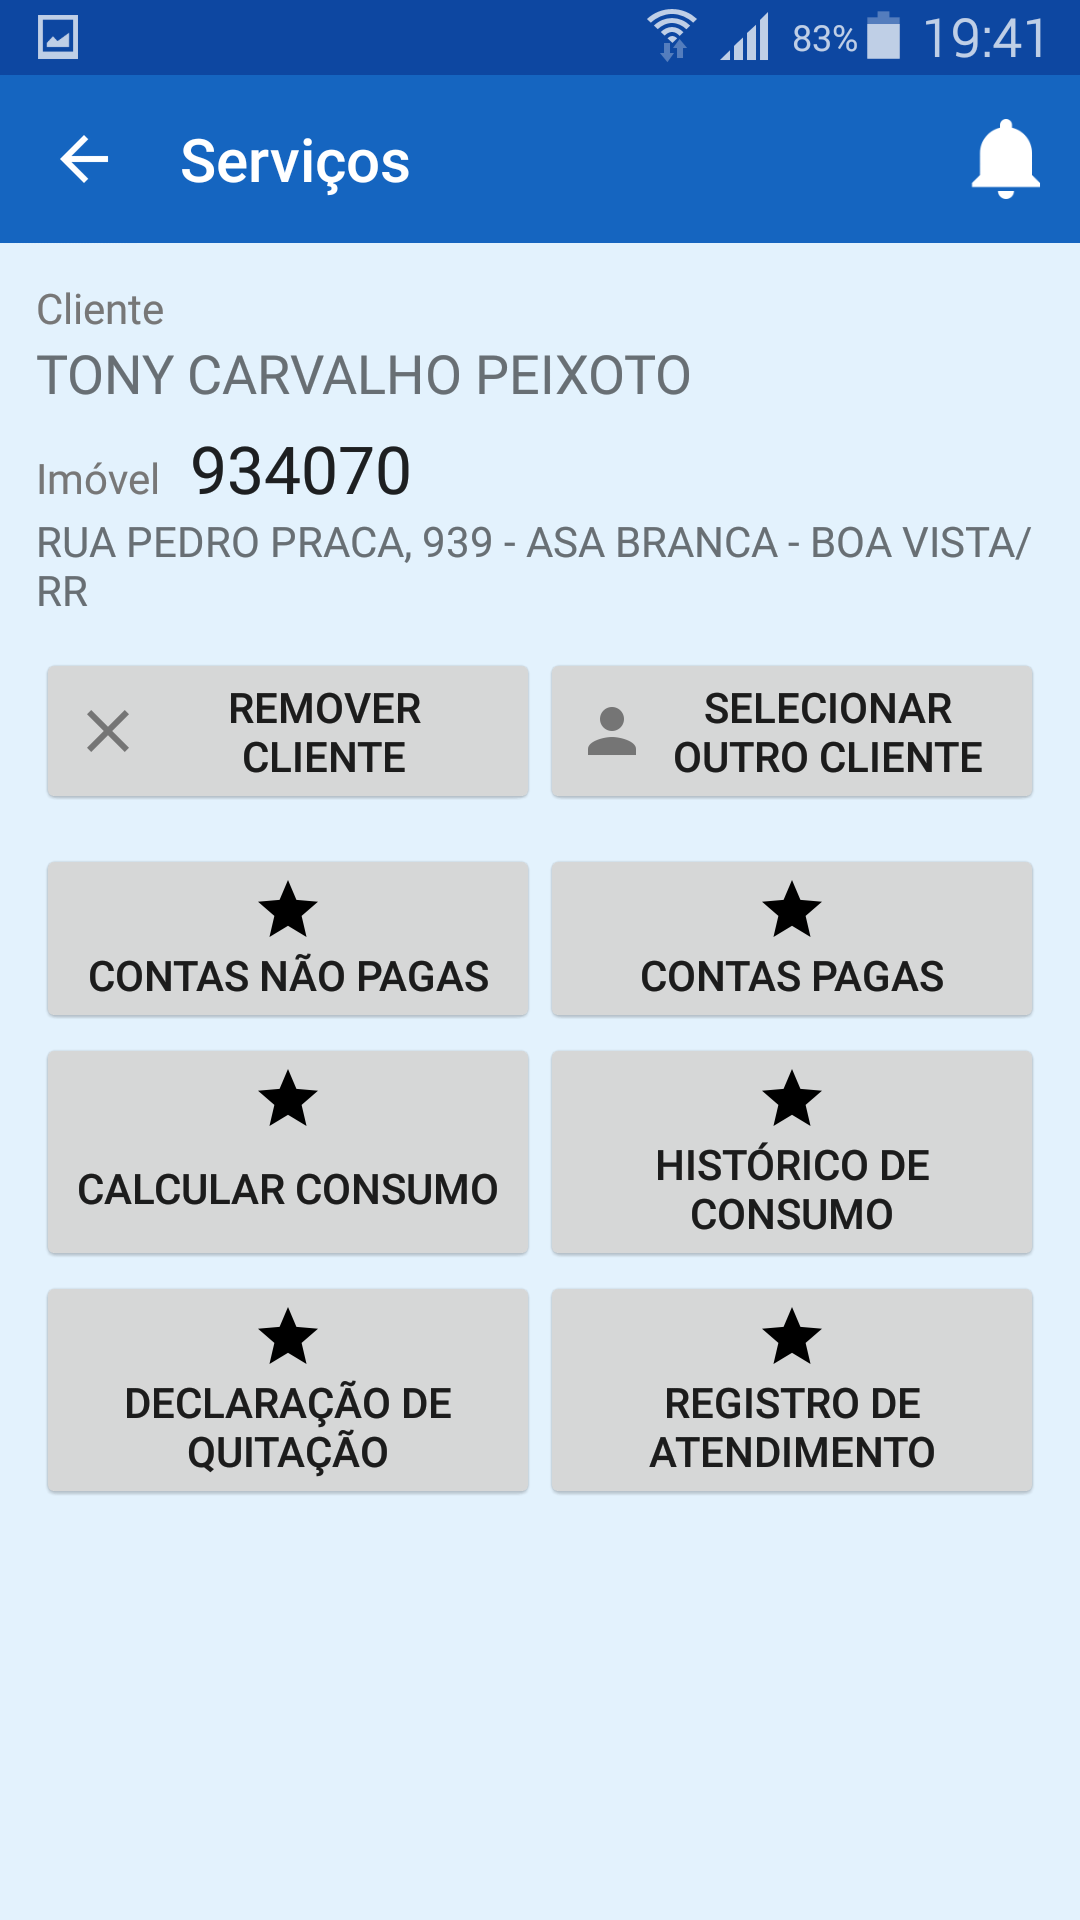 83% 19:41
Serviços
Cliente
TONY CARVALHO PEIXOTO
Imóvel 934070
RUA PEDRO PRACA, 939 - ASA BRANCA - BOA VISTA/
RR
REMOVER
CLIENTE
SELECIONAR
OUTRO CLIENTE
CONTAS NÃO PAGAS
CONTAS PAGAS
CALCULAR CONSUMO
HISTÓRICO DE
CONSUMO
DECLARAÇÃO DE
QUITAÇÃO
REGISTRO DE
ATENDIMENTO